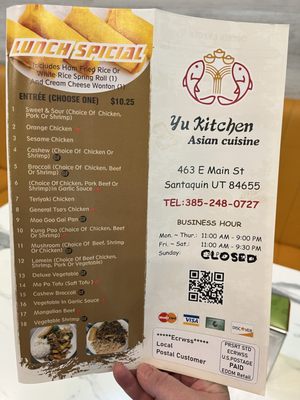 LUNCH SPICIAL
Includes Ham Fried Rice Or
White Rice Spring Roll (1)
And Cream Cheese Wonton (1)
ENTRÉE (CHOOSE ONE) $10.25
1 Sweet & Sour (Choice Of Chicken,
Pork Or Shrimp)
2 Orange Chicken
3 Sesame Chicken
4 Cashew (Choice Of Chicken Or
Shrimp)
5 Broccoli (Choice Of Chicken, Beef
Or Shrimp)
6 (Choice Of Chicken, Pork Beef Or
Shrimp)in Garlic Sauce
7 Teriyaki Chicken
8 General Tso's Chicken
9 Moo Goo Gai Pan
10 Kung Pao (Choice Of Chicken, Beef
Or Shrimp)
11 Mushroom (Choice Of Beef, Shrimp
Or Chicken)
12 Lomein (Choice Of Beef Chicken,
Shrimp, Pork Or Vegetable)
13 Deluxe Vegetable
14 Ma Po Tofu (Soft Tofu)
15 Cashew Broccoli
16 Vegetable In Garlic Sauce
17 Mongolian Beef
18 Vegetable Shrimp
Yu Kitchen
Asian cuisine
463 E Main St
Santaquin UT 84655
TEL:385-248-0727
BUSINESS HOUR
Mon. ~ Thur.: 11:00 AM - 9:00 PM
Fri. ~ Sat.: 11:00 AM - 9:30 PM
Sunday: CLOSED
MasterCard
VISA
DISCOVER
*****Ecrwss****
Local
Postal Customer
PRSRT STD
ECRWSS
U.S.POSTAGE
PAID
EDDM Retail